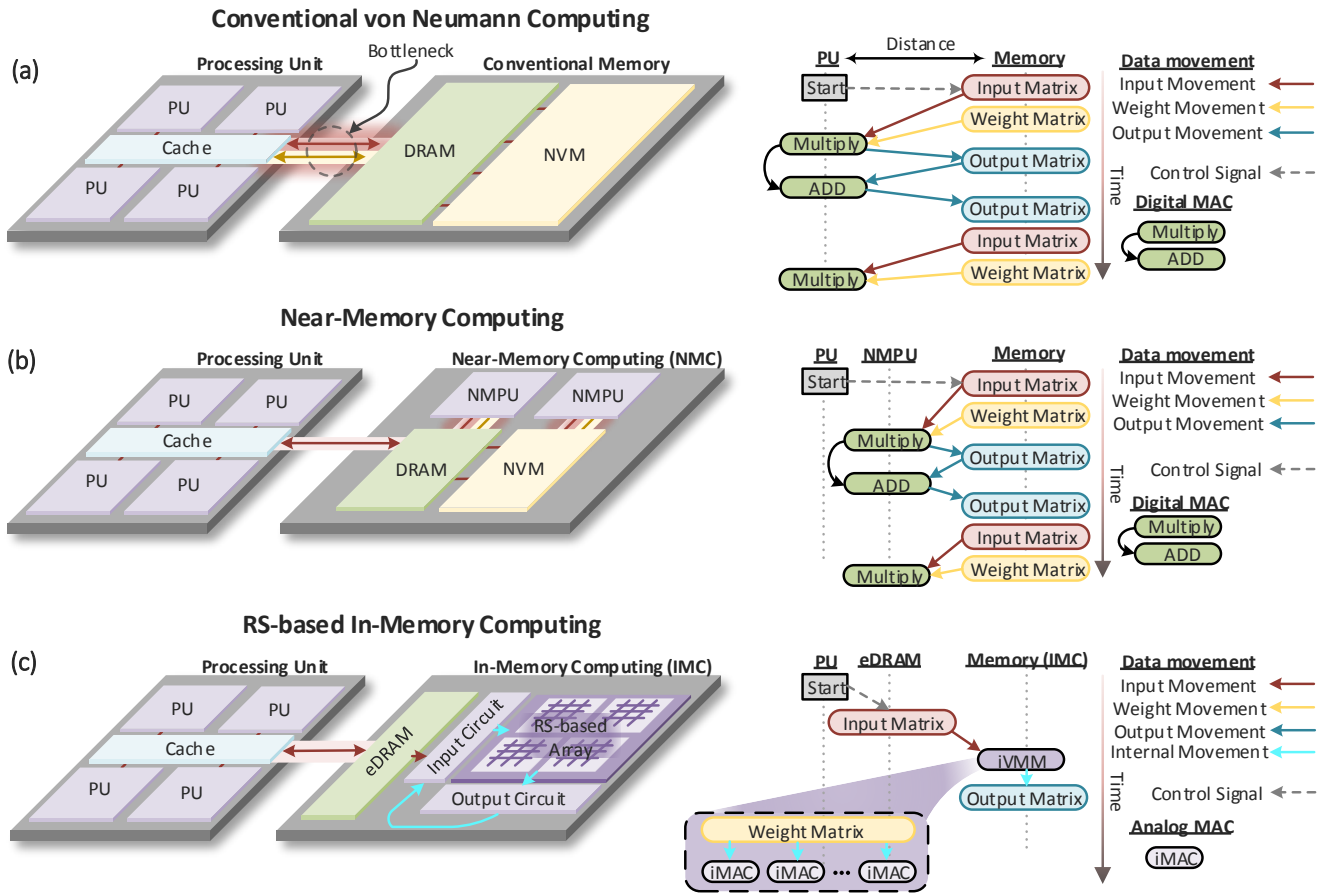 Conventional von Neumann Computing
(a)
Bottleneck
Processing Unit
Conventional Memory
PU
PU
Cache
PU
PU
DRAM
NVM
Distance
PU
Memory
Start
Input Matrix
Weight Matrix
Multiply
Output Matrix
ADD
Output Matrix
Input Matrix
Multiply
Weight Matrix
Time
Data movement
Input Movement
Weight Movement
Output Movement
Control Signal
Digital MAC
Multiply
ADD
Near-Memory Computing
(b)
Processing Unit
Near-Memory Computing (NMC)
PU
PU
Cache
PU
PU
NMPU
NMPU
DRAM
NVM
PU
NMPU
Memory
Start
Input Matrix
Weight Matrix
Multiply
Output Matrix
ADD
Output Matrix
Input Matrix
Multiply
Weight Matrix
Time
Data movement
Input Movement
Weight Movement
Output Movement
Control Signal
Digital MAC
Multiply
ADD
RS-based In-Memory Computing
(c)
Processing Unit
In-Memory Computing (IMC)
PU
PU
Cache
PU
PU
eDRAM
Input Circuit
RS-based
Array
Output Circuit
PU
eDRAM
Memory (IMC)
Start
Input Matrix
iVMM
Output Matrix
Weight Matrix
iMAC
iMAC
...
iMAC
Time
Data movement
Input Movement
Weight Movement
Output Movement
Internal Movement
Control Signal
Analog MAC
iMAC